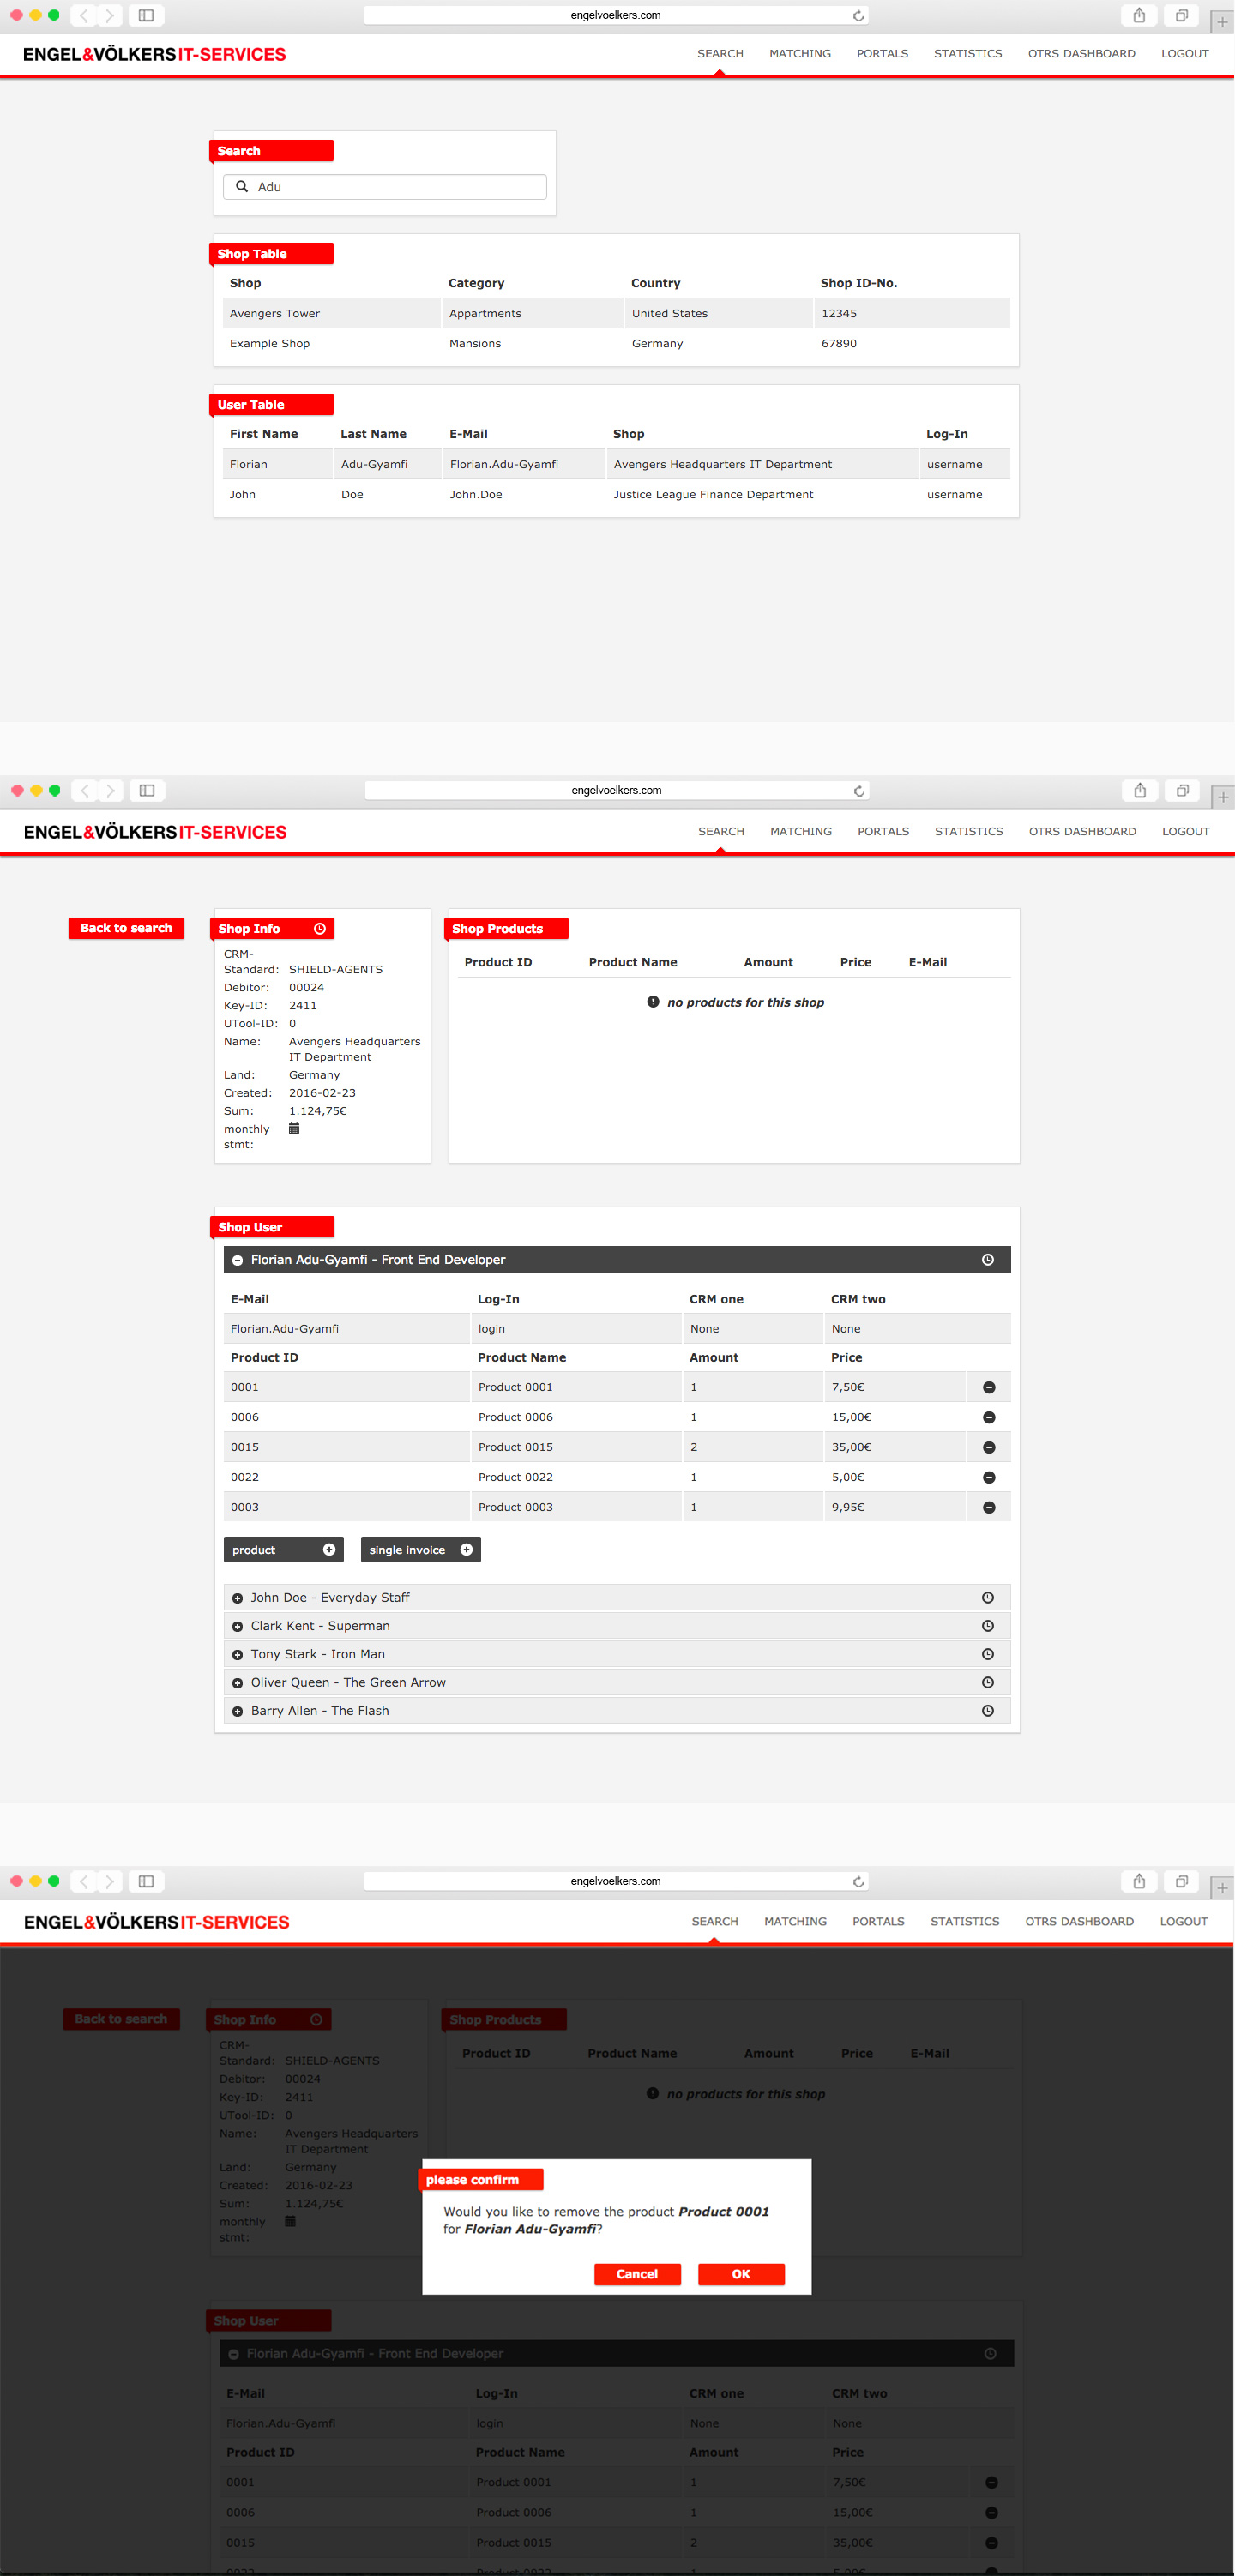 engelvoelkers.com
ENGEL&VÖLKERS IT-SERVICES
SEARCH MATCHING PORTALS STATISTICS OTRS DASHBOARD LOGOUT
Search
Adu
Shop Table
Shop Category Country Shop ID-No.
Avengers Tower Appartments United States 12345
Example Shop Mansions Germany 67890
User Table
First Name Last Name E-Mail Shop Log-In
Florian Adu-Gyamfi Florian.Adu-Gyamfi Avengers Headquarters IT Department username
John Doe John.Doe Justice League Finance Department username
engelvoelkers.com
ENGEL&VÖLKERS IT-SERVICES
SEARCH MATCHING PORTALS STATISTICS OTRS DASHBOARD LOGOUT
Back to search
Shop Info
CRM-
Standard: SHIELD-AGENTS
Debitor: 00024
Key-ID: 2411
UTool-ID: 0
Name: Avengers Headquarters
IT Department
Land: Germany
Created: 2016-02-23
Sum: 1.124,75€
monthly
stmt:
Shop Products
Product ID Product Name Amount Price E-Mail
no products for this shop
Shop User
Florian Adu-Gyamfi - Front End Developer
E-Mail Log-In CRM one CRM two
Florian.Adu-Gyamfi login None None
Product ID Product Name Amount Price
0001 Product 0001 1 7,50€
0006 Product 0006 1 15,00€
0015 Product 0015 2 35,00€
0022 Product 0022 1 5,00€
0003 Product 0003 1 9,95€
product single invoice
John Doe - Everyday Staff
Clark Kent - Superman
Tony Stark - Iron Man
Oliver Queen - The Green Arrow
Barry Allen - The Flash
engelvoelkers.com
ENGEL&VÖLKERS IT-SERVICES
SEARCH MATCHING PORTALS STATISTICS OTRS DASHBOARD LOGOUT
Back to search
Shop Info
CRM-
Standard: SHIELD-AGENTS
Debitor: 00024
Key-ID: 2411
UTool-ID: 0
Name: Avengers Headquarters
IT Department
Land: Germany
Created: 2016-02-23
Sum: 1.124,75€
monthly
stmt:
Shop Products
Product ID Product Name Amount Price E-Mail
no products for this shop
please confirm
Would you like to remove the product Product 0001
for Florian Adu-Gyamfi?
Cancel OK
Shop User
Florian Adu-Gyamfi - Front End Developer
E-Mail Log-In CRM one CRM two
Florian.Adu-Gyamfi login None None
Product ID Product Name Amount Price
0001 Product 0001 1 7,50€
0006 Product 0006 1 15,00€
0015 Product 0015 2 35,00€
0022 Product 0022 1 5,00€